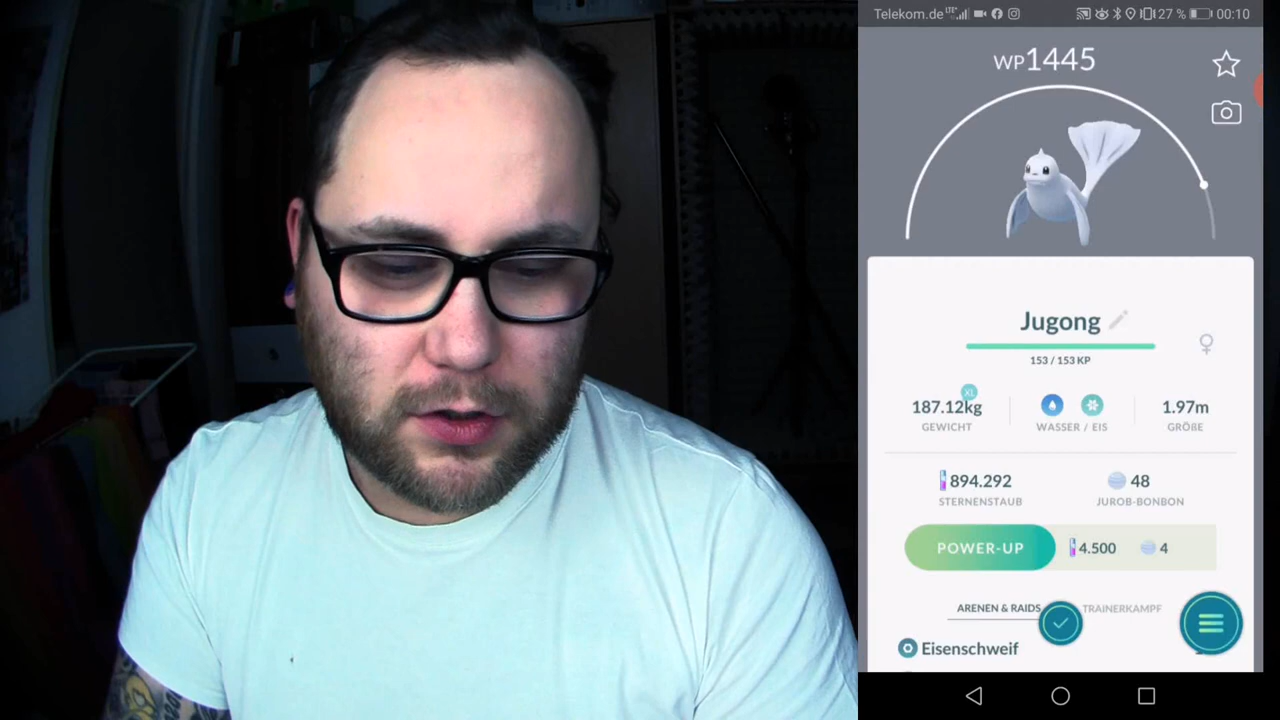 Telekom.de 27 % 00:10
WP1445
Jugong
153 / 153 KP
XL
187.12kg 1.97m
GEWICHT WASSER / EIS GRÖßE
894.292 48
STERNENSTAUB JUROB-BONBON
POWER-UP 4.500 4
ARENEN & RAIDS TRAINERKAMPF
Eisenschweif